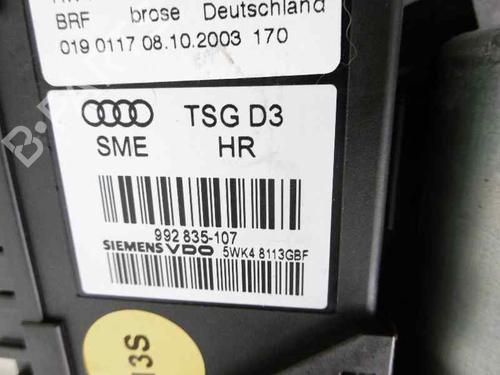 BRF brose Deutschland
019 0117 08.10.2003 170
TSG D3
SME HR
992 835-107
SIEMENS VDO 5WK4 8113GBF
13S